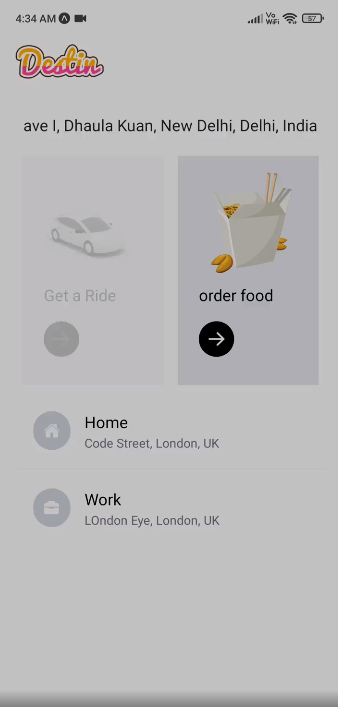 4:34 AM
Vo
WiFi
57
Destin
ave I, Dhaula Kuan, New Delhi, Delhi, India
Get a Ride
order food
Home
Code Street, London, UK
Work
LOndon Eye, London, UK